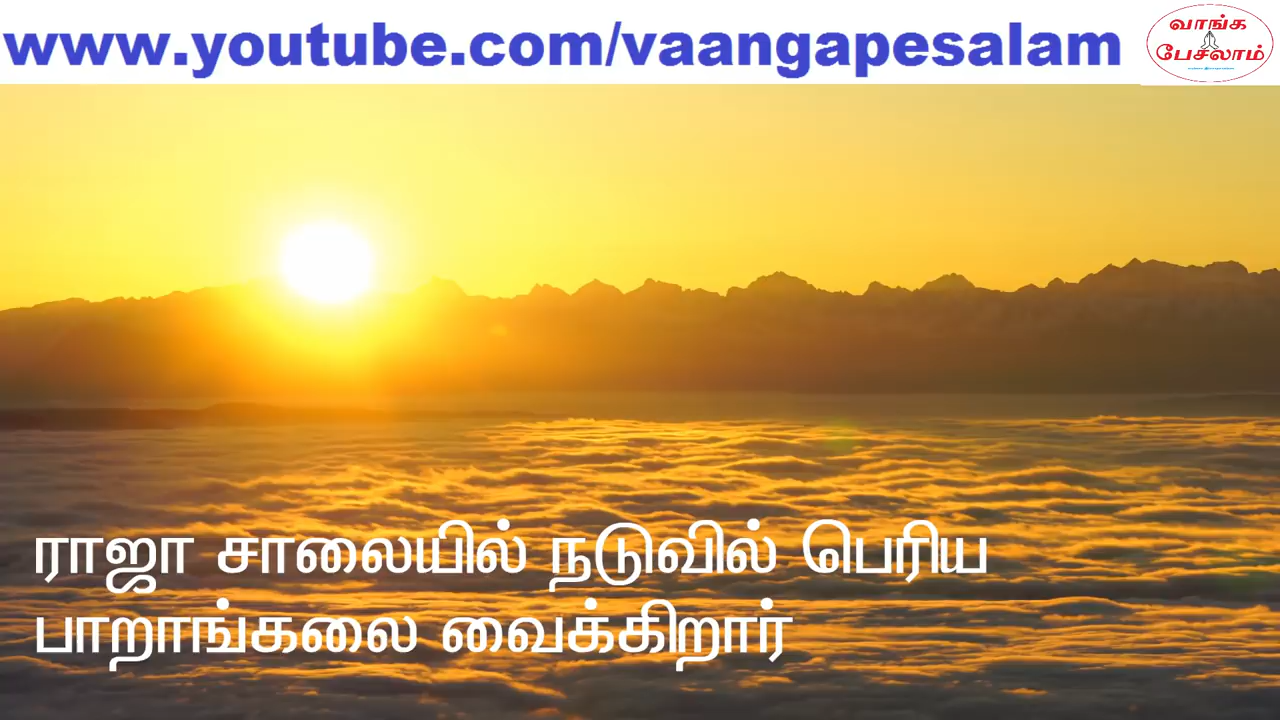 www.youtube.com/vaangapesalam
வாங்க
பேசலாம்
ராஜா சாலையில் நடுவில் பெரிய
பாறாங்கலை வைக்கிறார்